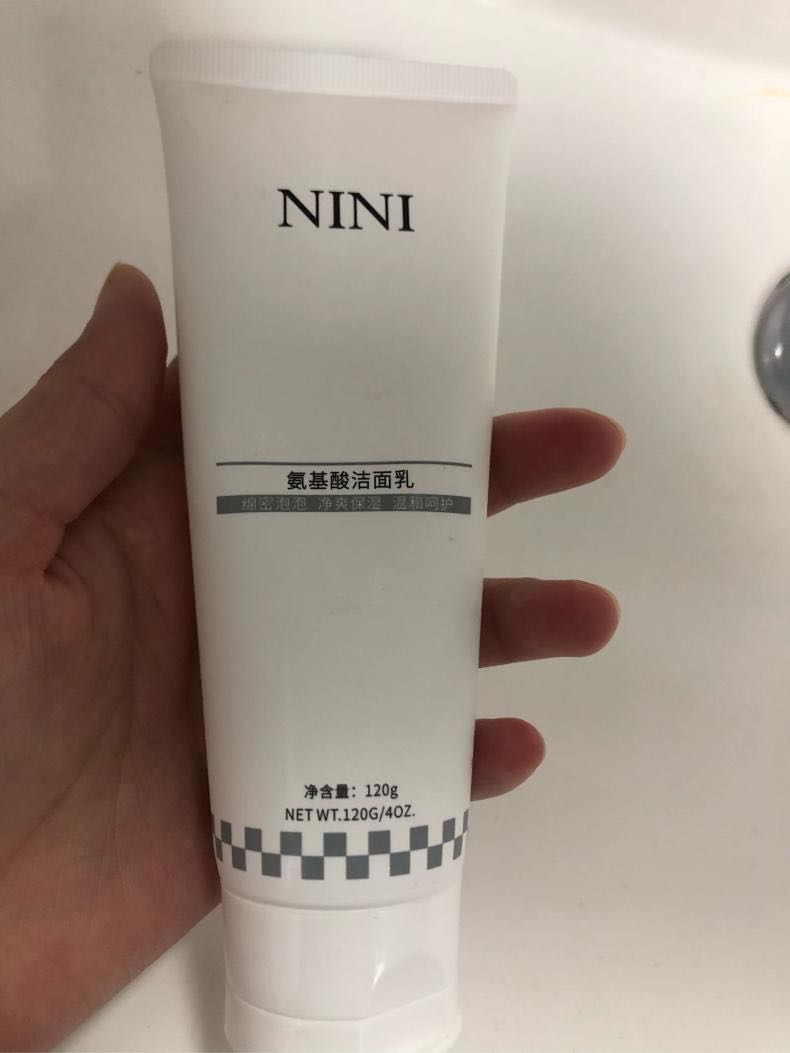 NINI
氨基酸洁面乳
绵密泡泡 净爽保湿 温和呵护
净含量：120g
NET WT.120G/4OZ.